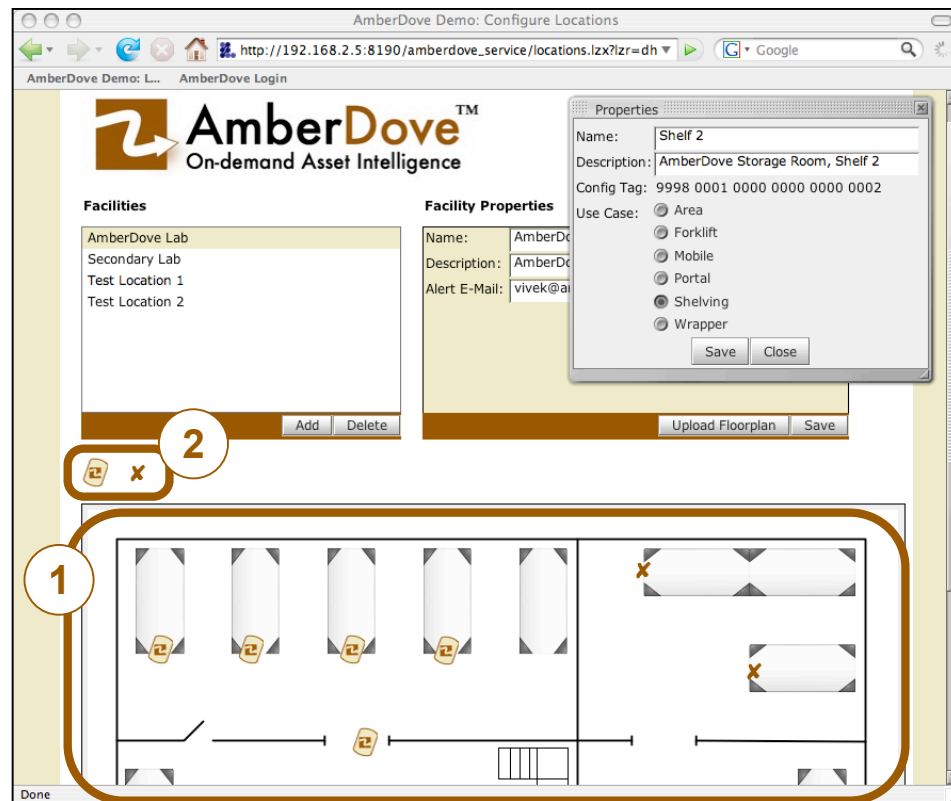 AmberDove Demo: Configure Locations
http://192.168.2.5:8190/amberdove_service/locations.lzx?lzr=dh
G Google
AmberDove Demo: L... AmberDove Login
AmberDove™
On-demand Asset Intelligence
Properties
Name: Shelf 2
Description: AmberDove Storage Room, Shelf 2
Config Tag: 9998 0001 0000 0000 0000 0002
Use Case:
Area
Forklift
Mobile
Portal
Shelving
Wrapper
Save Close
Facilities
AmberDove Lab
Secondary Lab
Test Location 1
Test Location 2
Add Delete
Facility Properties
Name: AmberDo
Description: AmberDo
Alert E-Mail: vivek@a
Upload Floorplan Save
2
1
Done